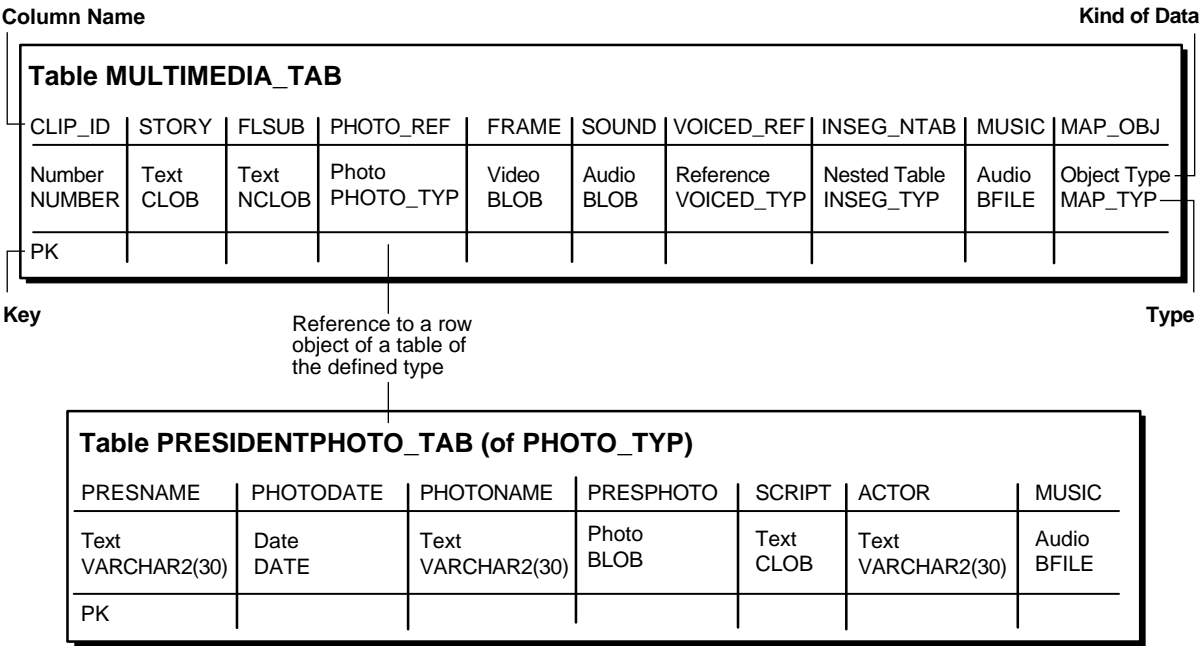 Column Name
Kind of Data
Table MULTIMEDIA_TAB
CLIP_ID STORY FLSUB PHOTO_REF FRAME SOUND VOICED_REF INSEG_NTAB MUSIC MAP_OBJ
Number Text Text Photo Video Audio Reference Nested Table Audio Object Type
NUMBER CLOB NCLOB PHOTO_TYP BLOB BLOB VOICED_TYP INSEG_TYP BFILE MAP_TYP
PK
Key
Type
Reference to a row
object of a table of
the defined type
Table PRESIDENTPHOTO_TAB (of PHOTO_TYP)
PRESNAME PHOTODATE PHOTONAME PRESPHOTO SCRIPT ACTOR MUSIC
Text Date Text Photo Text Text Audio
VARCHAR2(30) DATE VARCHAR2(30) BLOB CLOB VARCHAR2(30) BFILE
PK